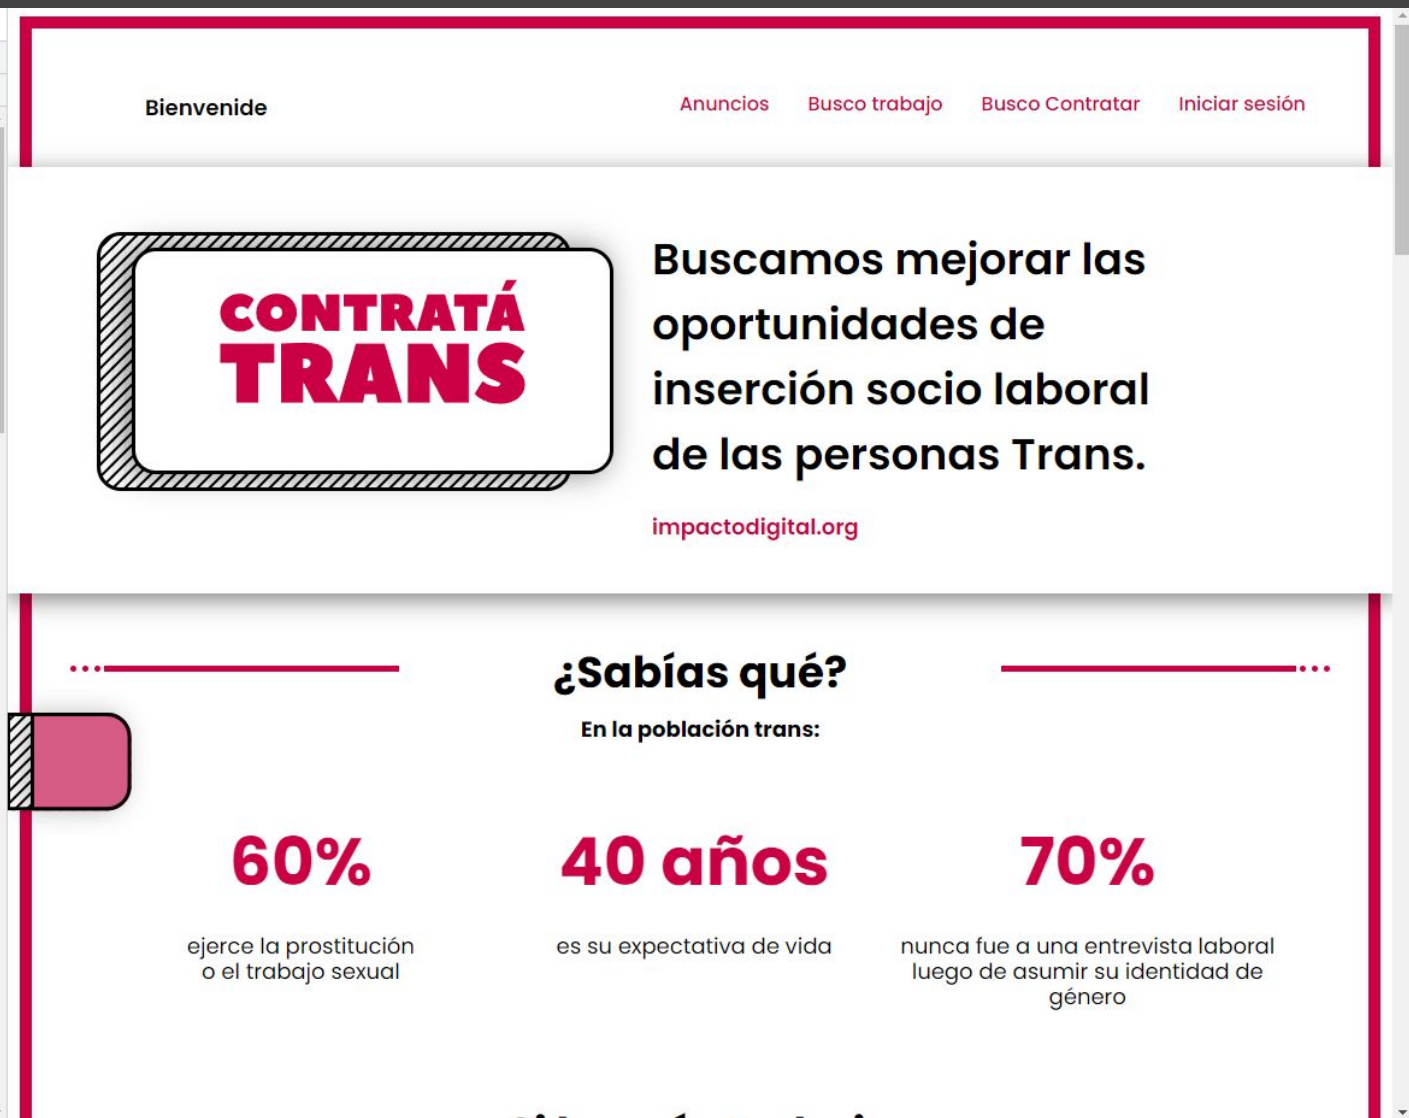 Bienvenide
Anuncios Busco trabajo Busco Contratar Iniciar sesión
CONTRATÁ
TRANS
Buscamos mejorar las
oportunidades de
inserción socio laboral
de las personas Trans.
impactodigital.org
¿Sabías qué?
En la población trans:
60%
ejerce la prostitución
o el trabajo sexual
40 años
es su expectativa de vida
70%
nunca fue a una entrevista laboral
luego de asumir su identidad de
género